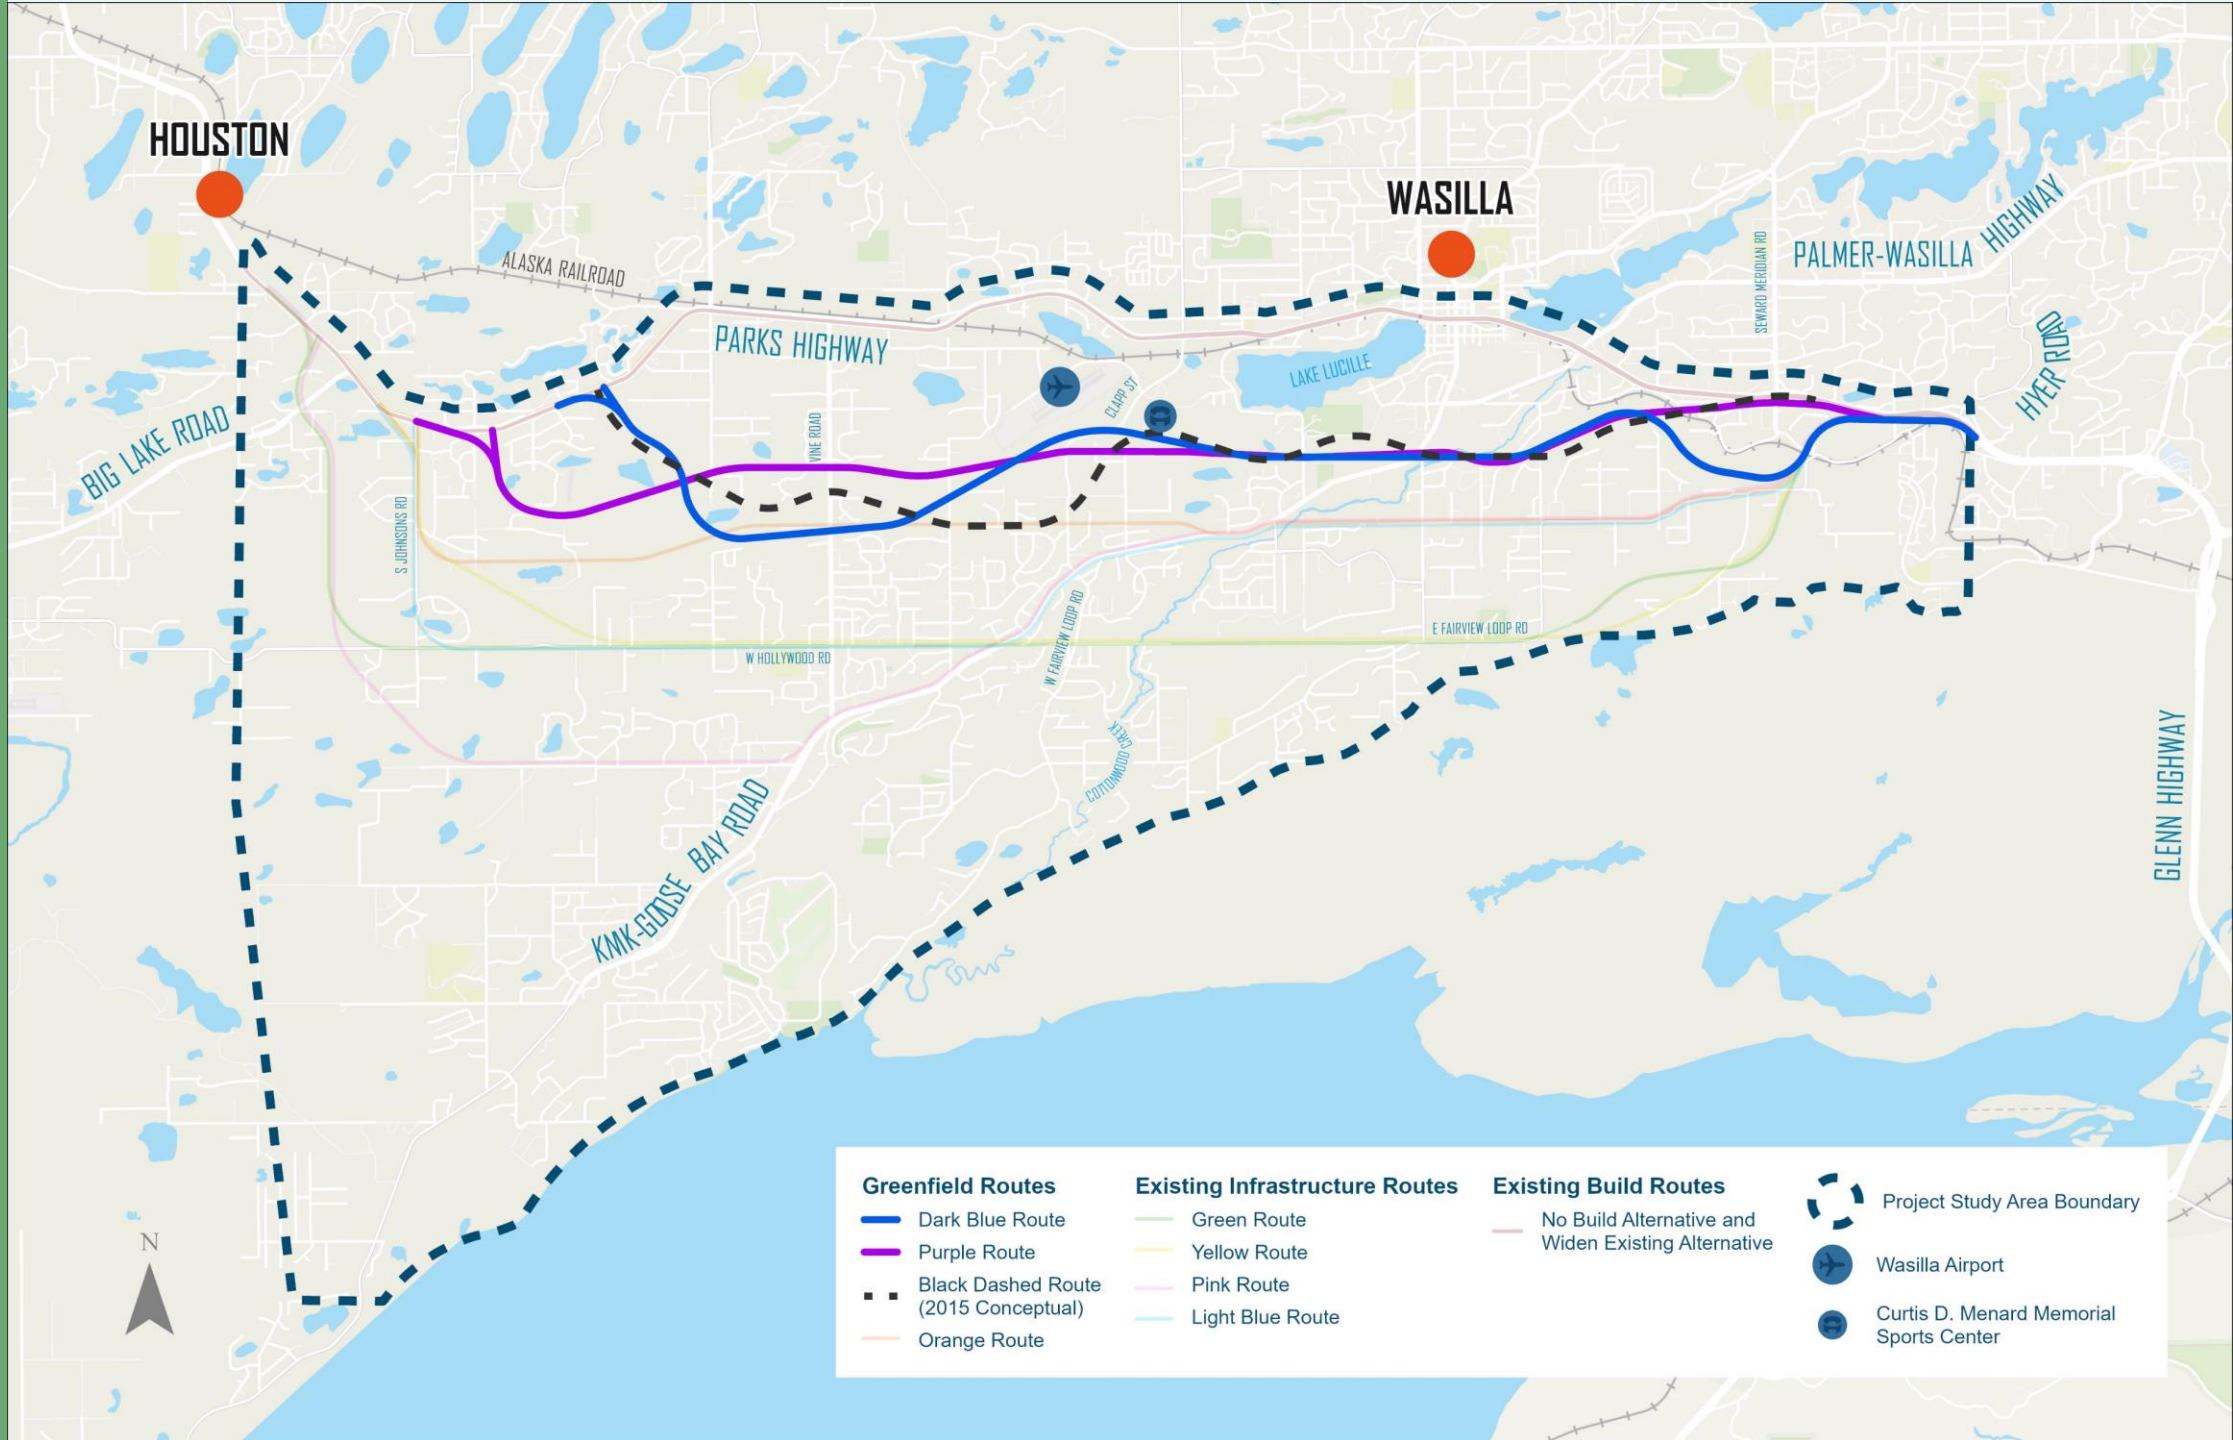 HOUSTON
WASILLA
PALMER-WASILLA HIGHWAY
SEWARD MERIDIAN RD
ALASKA RAILROAD
PARKS HIGHWAY
HYER ROAD
LAKE LUCILLE
CLAPP ST
VINE ROAD
BIG LAKE ROAD
S JOHNSONS RD
W FAIRVIEW LOOP RD
E FAIRVIEW LOOP RD
W HOLLYWOOD RD
COTTONWOOD CREEK
KMK-GOOSE BAY ROAD
GLENN HIGHWAY
N
Greenfield Routes
Dark Blue Route
Purple Route
Black Dashed Route
(2015 Conceptual)
Orange Route
Existing Infrastructure Routes
Green Route
Yellow Route
Pink Route
Light Blue Route
Existing Build Routes
No Build Alternative and
Widen Existing Alternative
Project Study Area Boundary
Wasilla Airport
Curtis D. Menard Memorial
Sports Center